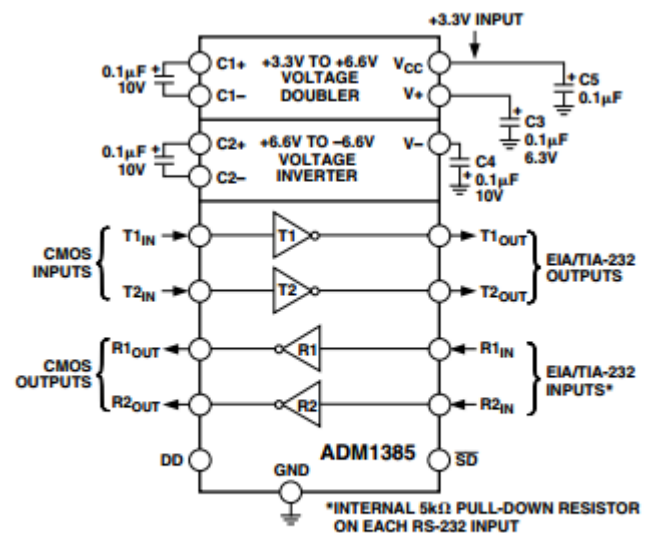 +3.3V INPUT
0.1μF
10V
+
C1+
C1–
+3.3V TO +6.6V
VOLTAGE
DOUBLER
VCC
V+
+
C5
0.1μF
+
C3
0.1μF
6.3V
0.1μF
10V
+
C2+
C2–
+6.6V TO –6.6V
VOLTAGE
INVERTER
V–
C4
+
0.1μF
10V
CMOS
INPUTS
T1IN
T2IN
T1
T2
T1OUT
T2OUT
EIA/TIA-232
OUTPUTS
CMOS
OUTPUTS
R1OUT
R2OUT
R1
R2
R1IN
R2IN
EIA/TIA-232
INPUTS*
DD
GND
ADM1385
SD
*INTERNAL 5kΩ PULL-DOWN RESISTOR
ON EACH RS-232 INPUT